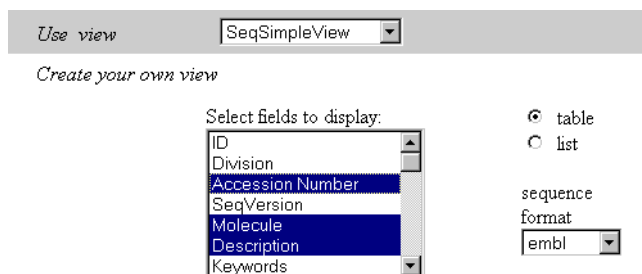 Use view
SeqSimpleView
Create your own view
Select fields to display:
ID
Division
Accession Number
SeqVersion
Molecule
Description
Keywords
table
list
sequence
format
embl